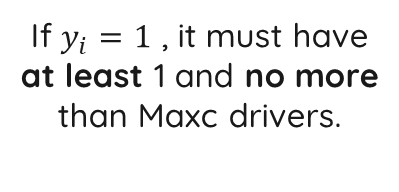 If yᵢ = 1 , it must have
at least 1 and no more
than Maxc drivers.